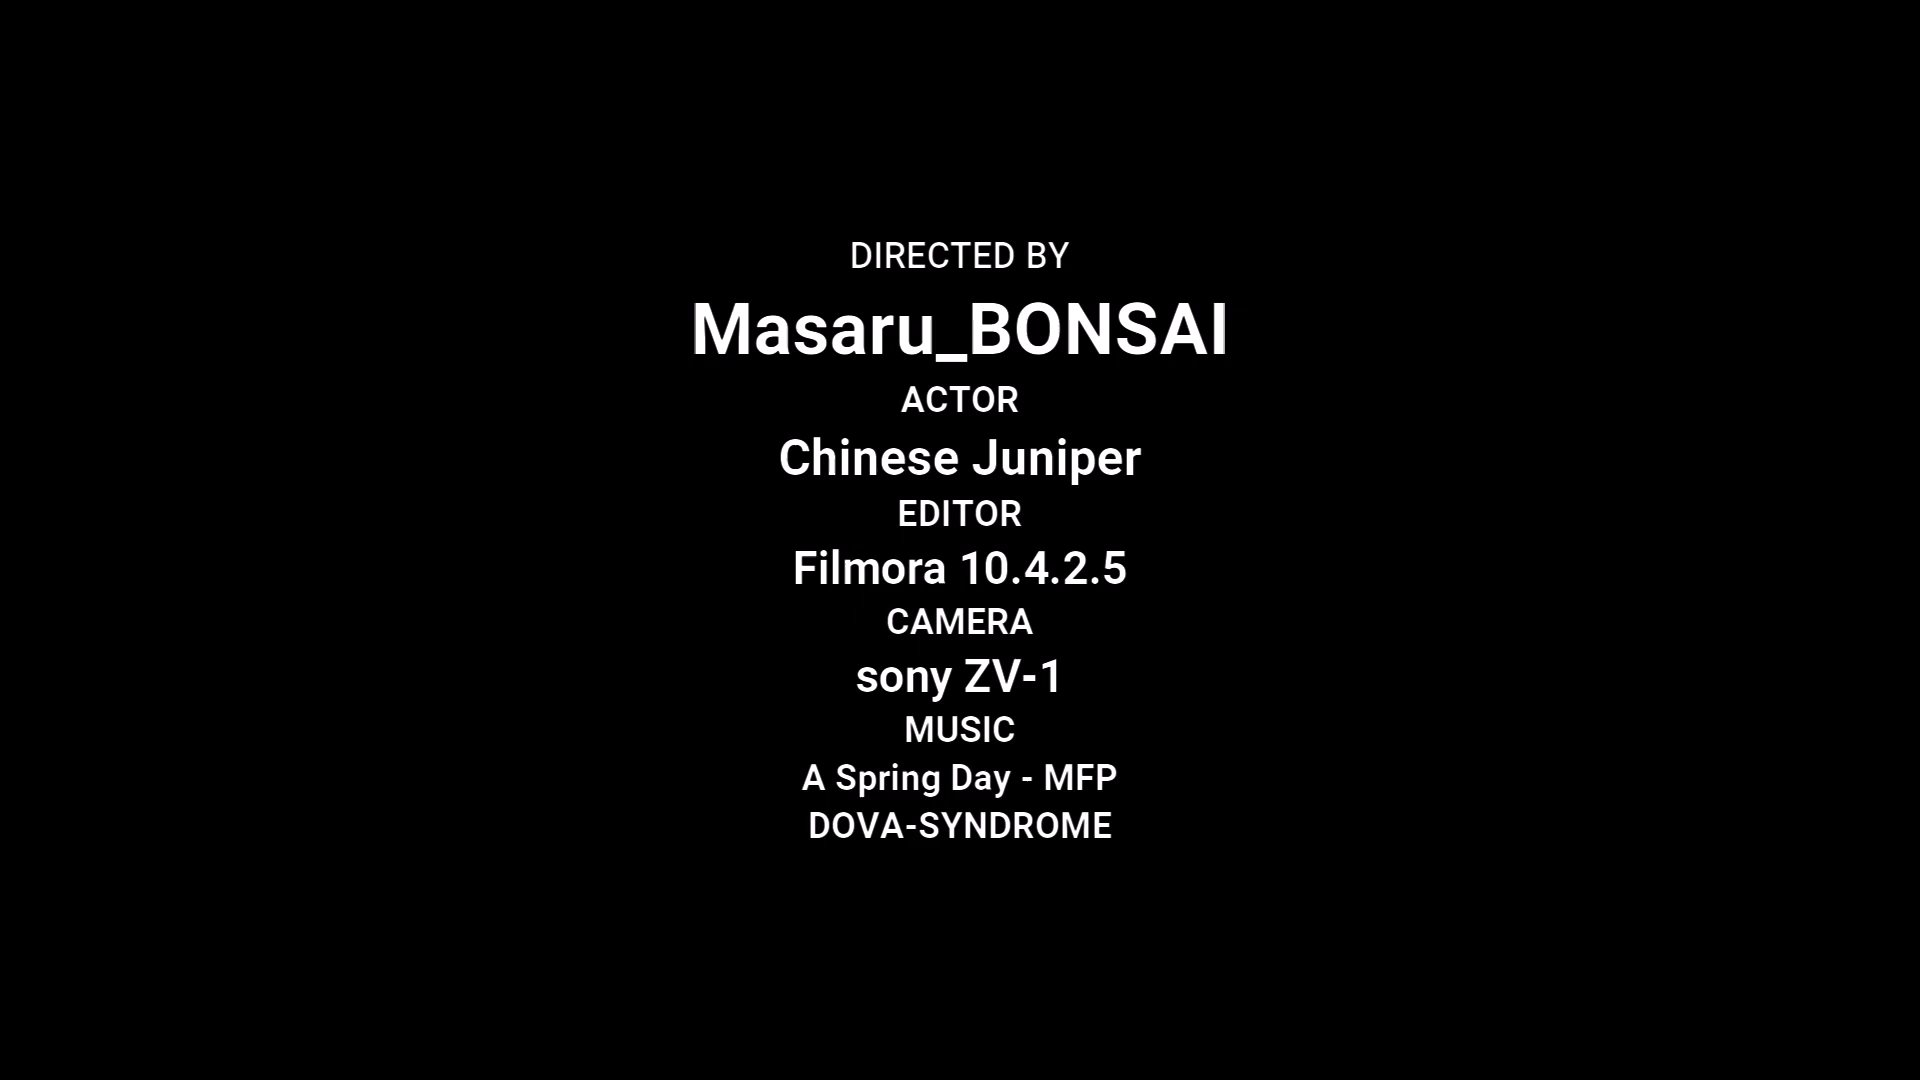 DIRECTED BY
Masaru_BONSAI
ACTOR
Chinese Juniper
EDITOR
Filmora 10.4.2.5
CAMERA
sony ZV-1
MUSIC
A Spring Day - MFP
DOVA-SYNDROME